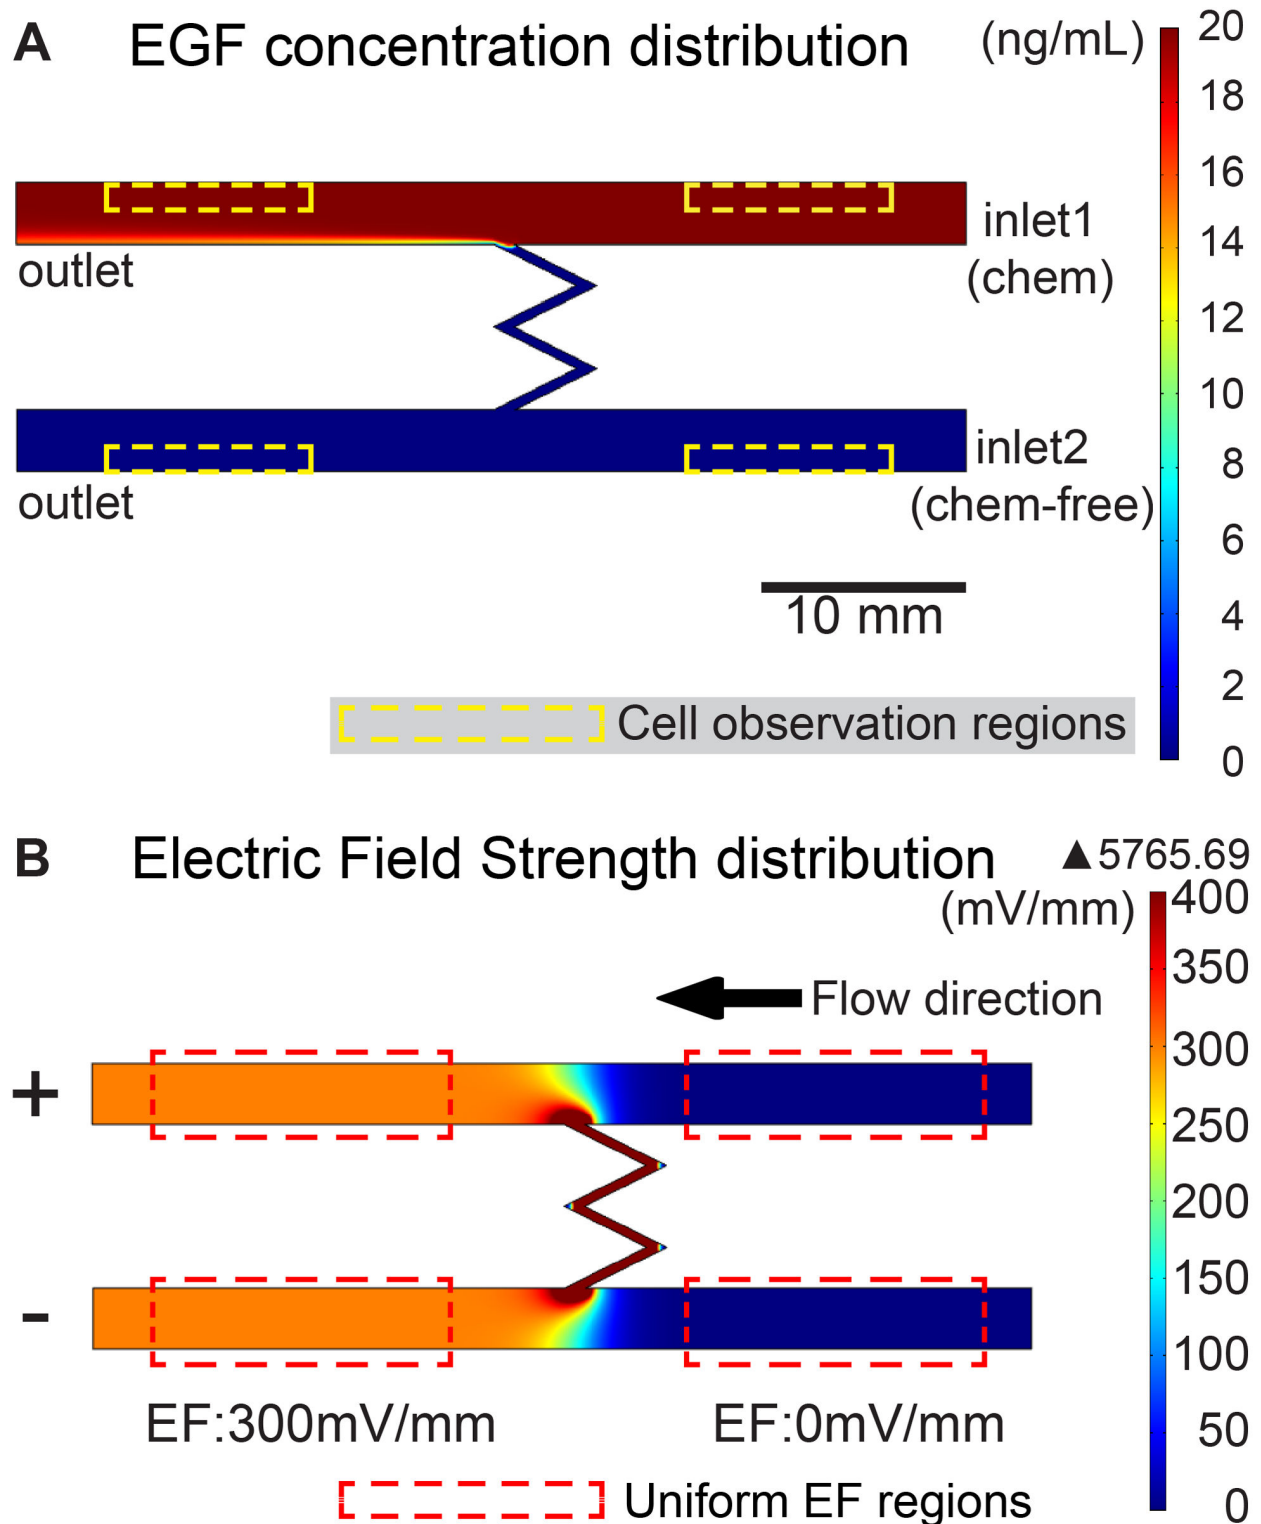 A EGF concentration distribution (ng/mL)
20
18
16
14
12
10
8
6
4
2
0
inlet1
(chem)
outlet
inlet2
(chem-free)
outlet
10 mm
Cell observation regions
B Electric Field Strength distribution ▲5765.69
(mV/mm)
400
350
300
250
200
150
100
50
0
Flow direction
+
-
EF:300mV/mm EF:0mV/mm
Uniform EF regions